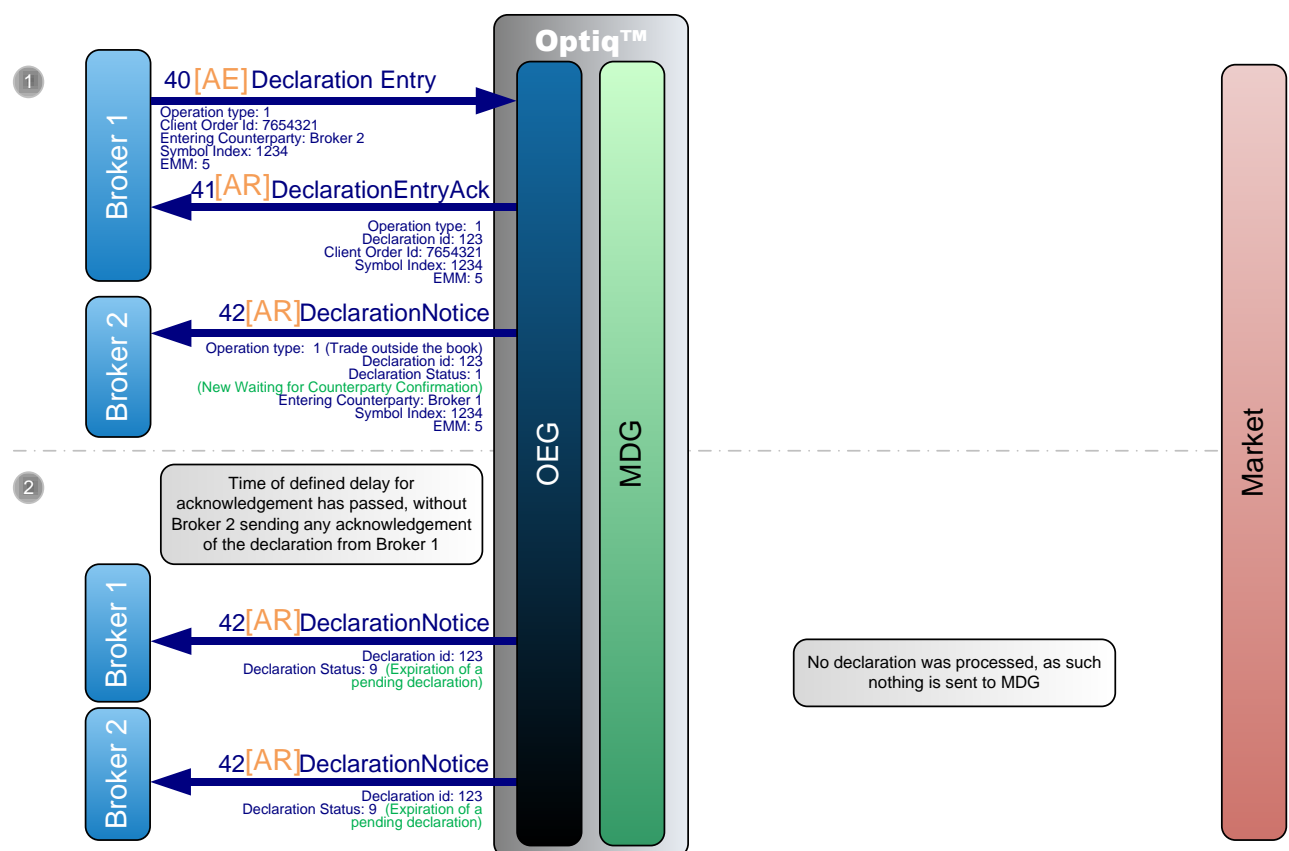 Optiq™
1
40[AE]Declaration Entry
Operation type: 1
Client Order Id: 7654321
Entering Counterparty: Broker 2
Symbol Index: 1234
EMM: 5
Broker 1
41[AR]DeclarationEntryAck
Operation type: 1
Declaration id: 123
Client Order Id: 7654321
Symbol Index: 1234
EMM: 5
Broker 2
42[AR]DeclarationNotice
Operation type: 1 (Trade outside the book)
Declaration id: 123
Declaration Status: 1
(New Waiting for Counterparty Confirmation)
Entering Counterparty: Broker 1
Symbol Index: 1234
EMM: 5
OEG
MDG
Market
2
Time of defined delay for
acknowledgement has passed, without
Broker 2 sending any acknowledgement
of the declaration from Broker 1
Broker 1
42[AR]DeclarationNotice
Declaration id: 123
Declaration Status: 9 (Expiration of a
pending declaration)
No declaration was processed, as such
nothing is sent to MDG
Broker 2
42[AR]DeclarationNotice
Declaration id: 123
Declaration Status: 9 (Expiration of a
pending declaration)